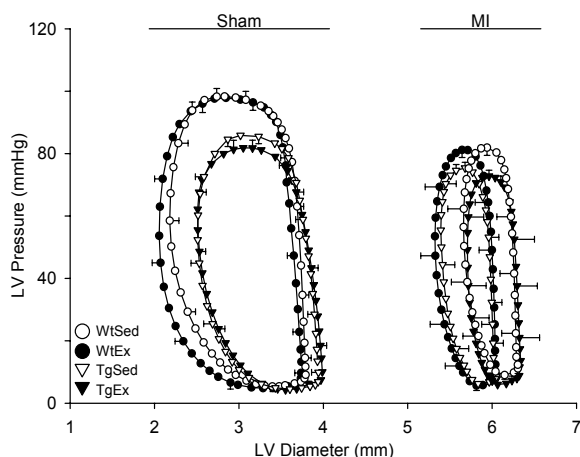 Sham
MI
120
80
40
0
LV Pressure (mmHg)
WtSed
WtEx
TgSed
TgEx
1
2
3
4
5
6
7
LV Diameter (mm)